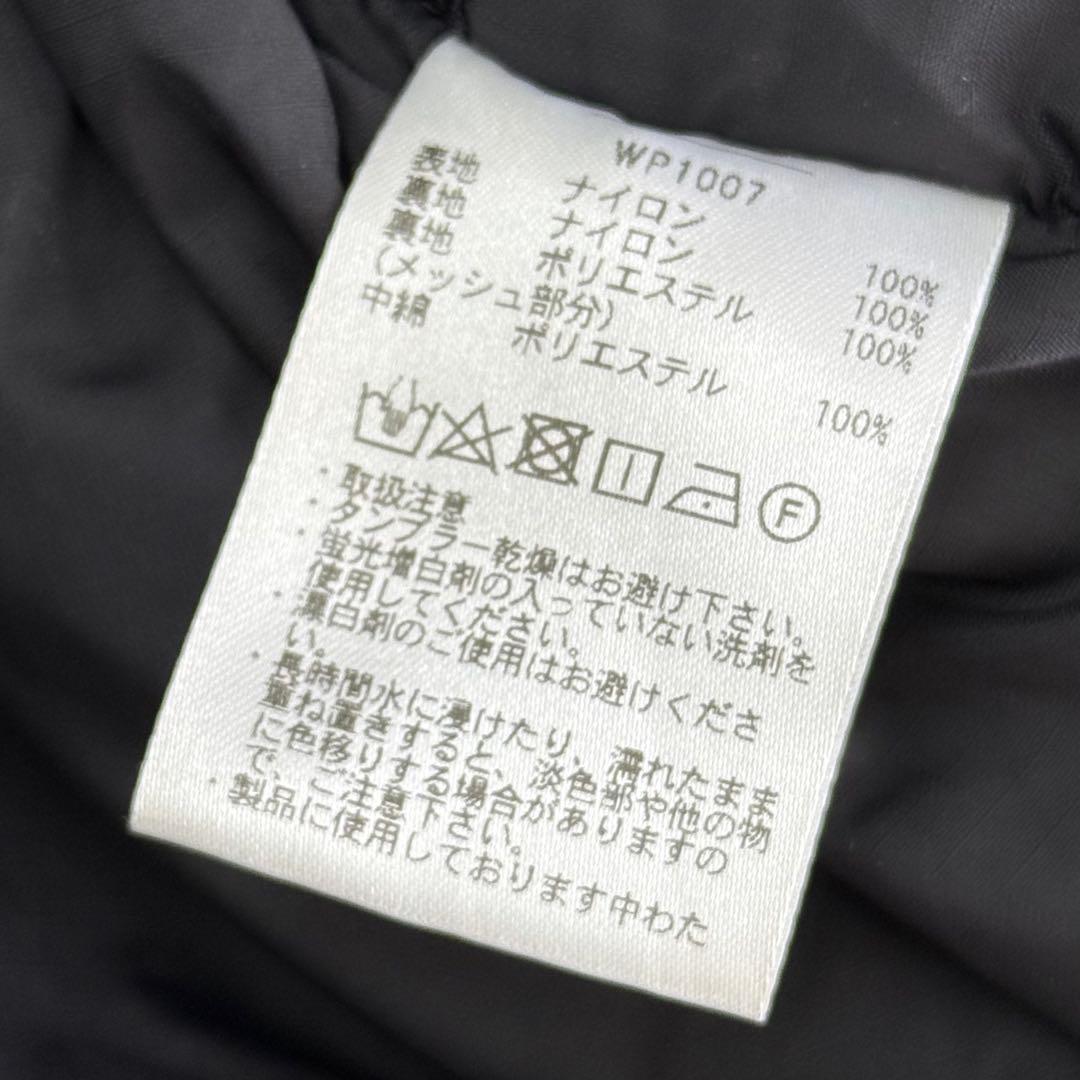 WP1007
表地 ナイロン 100%
裏地 ナイロン 100%
裏地 ポリエステル 100%
(メッシュ部分)
中綿 ポリエステル 100%
F
・取扱注意
・タンブラー乾燥はお避け下さい。
・蛍光増白剤の入っていない洗剤を
使用してください。
・漂白剤のご使用はお避けくださ
い。
・長時間水に浸けたり、濡れたまま
重ね置きすると、淡色部や他の物
に色移りする場合がありますの
で、ご注意下さい。
・製品に使用しております中わた